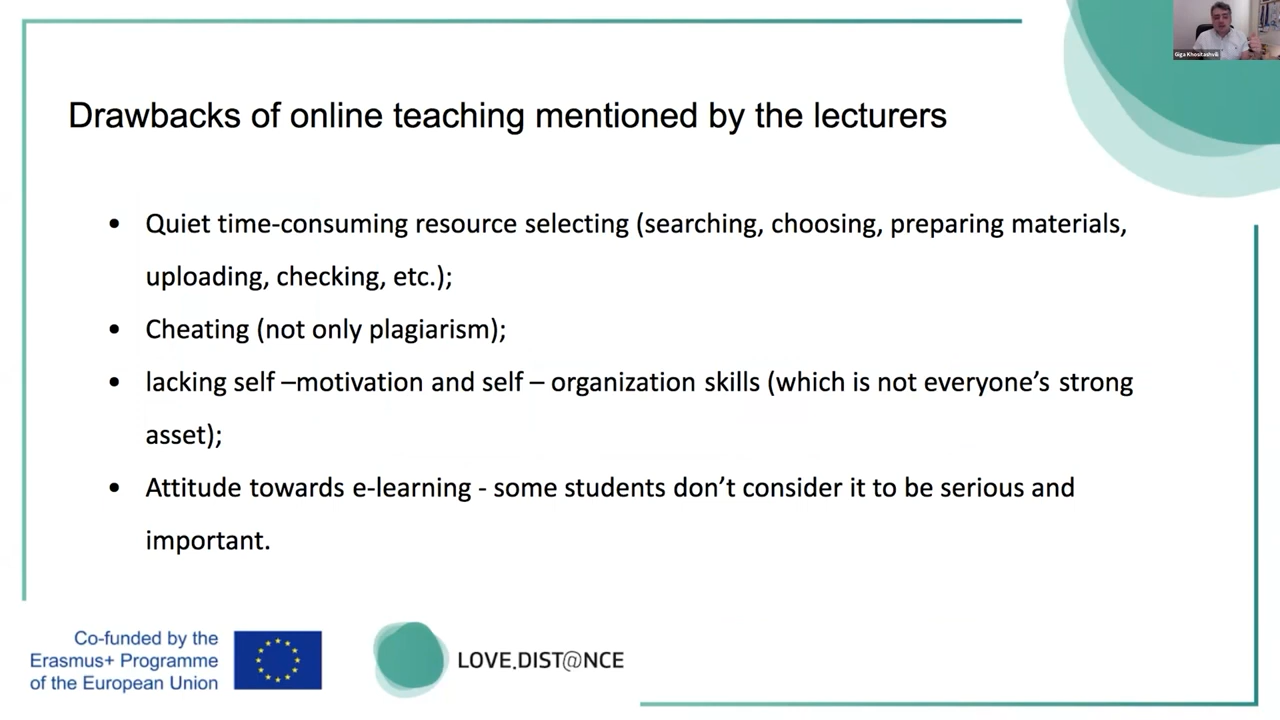 Giga Khositashvili
Drawbacks of online teaching mentioned by the lecturers
• Quiet time-consuming resource selecting (searching, choosing, preparing materials,
uploading, checking, etc.);
• Cheating (not only plagiarism);
• lacking self –motivation and self – organization skills (which is not everyone’s strong
asset);
• Attitude towards e-learning - some students don’t consider it to be serious and
important.
Co-funded by the
Erasmus+ Programme
of the European Union
LOVE.DIST@NCE